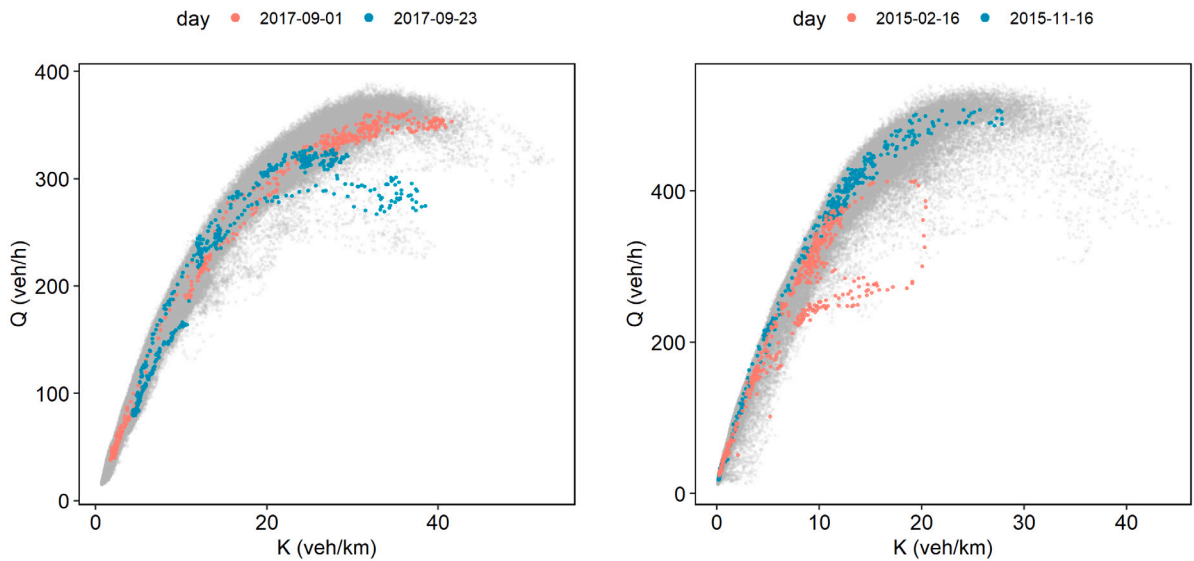 day 2017-09-01 2017-09-23
400
300
200
100
0
Q (veh/h)
0 20 40
K (veh/km)
day 2015-02-16 2015-11-16
400
200
0
Q (veh/h)
0 10 20 30 40
K (veh/km)